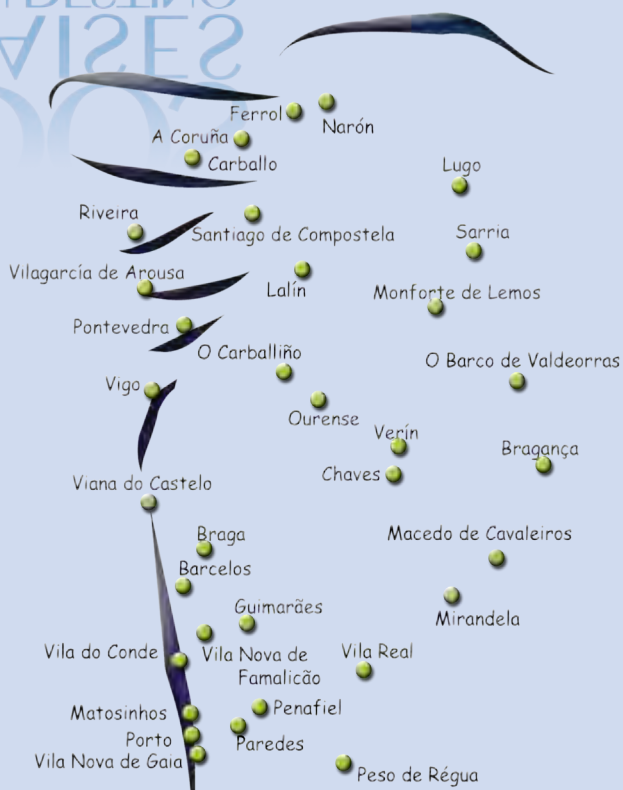 DESTINO
AÍSES
DOS
Ferrol
Narón
A Coruña
Carballo
Lugo
Riveira
Santiago de Compostela
Sarria
Vilagarcía de Arousa
Lalín
Monforte de Lemos
Pontevedra
O Carballiño
O Barco de Valdeorras
Vigo
Ourense
Verín
Bragança
Chaves
Viana do Castelo
Braga
Macedo de Cavaleiros
Barcelos
Guimarães
Mirandela
Vila do Conde
Vila Nova de
Famalicão
Vila Real
Matosinhos
Penafiel
Porto
Paredes
Vila Nova de Gaia
Peso de Régua